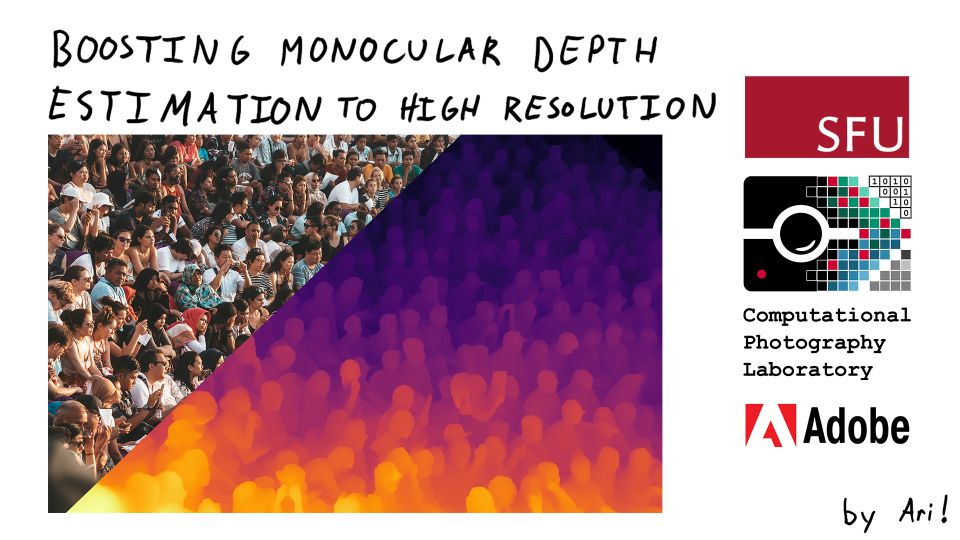 BOOSTING MONOCULAR DEPTH
ESTIMATION TO HIGH RESOLUTION
SFU
1010
001
10
0
Computational
Photography
Laboratory
Adobe
by Ari!